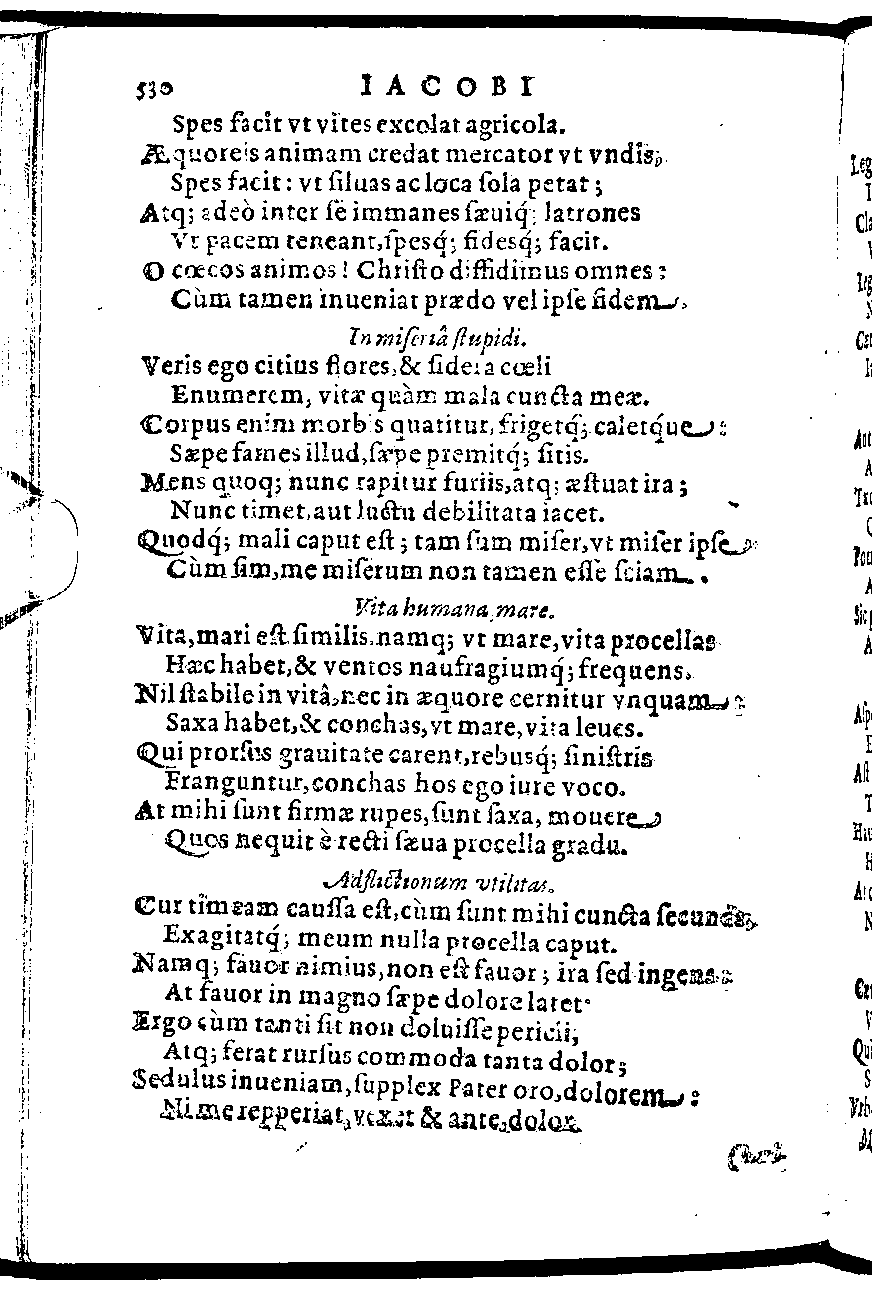 530 IACOBI
Spes facit vt vites excolat agricola.
Æquoreis animam credat mercator vt vndis,
Spes facit: vt siluas ac loca sola petat;
Atq; adeò inter se immanes sæuiq́; latrones
Vt pacem teneant, spesq́; fidesq́; facit.
O cœcos animos! Christo diffidimus omnes:
Cùm tamen inueniat prædo vel ipse fidem.
In miseriâ stupidi.
Veris ego citius flores, & sidera cœli
Enumerem, vitæ quàm mala cuncta meæ.
Corpus enim morbis quatitur, frigetq́; caletq́ue:
Sæpe fames illud, sæpe premitq́; sitis.
Mens quoq; nunc rapitur furiis, atq; æstuat ira;
Nunc timet, aut luctu debilitata iacet.
Quodq́; mali caput est; tam sum miser, vt miser ipse
Cùm sim, me miserum non tamen esse sciam.
Vita humana mare.
Vita, mari est similis. namq; vt mare, vita procellas
Hæc habet, & ventos naufragiumq́; frequens.
Nil stabile in vitâ, nec in æquore cernitur vnquam:
Saxa habet, & conchas, vt mare, vita leues.
Qui prorsus grauitate carent, rebusq́; sinistris
Franguntur, conchas hos ego iure voco.
At mihi sunt firmæ rupes, sunt saxa, mouere
Quos nequit è recti sæua procella gradu.
Adflictionum vtilitas.
Cur timeam caussa est, cùm sunt mihi cuncta secunda,
Exagitatq́; meum nulla procella caput.
Namq; fauor nimius, non est fauor; ira sed ingens:
At fauor in magno sæpe dolore latet.
Ergo cùm tanti sit non doluisse pericli,
Atq; ferat rursus commoda tanta dolor;
Sedulus inueniam, supplex Pater oro, dolorem:
Ni me repperiat, vexet & ante, dolor.